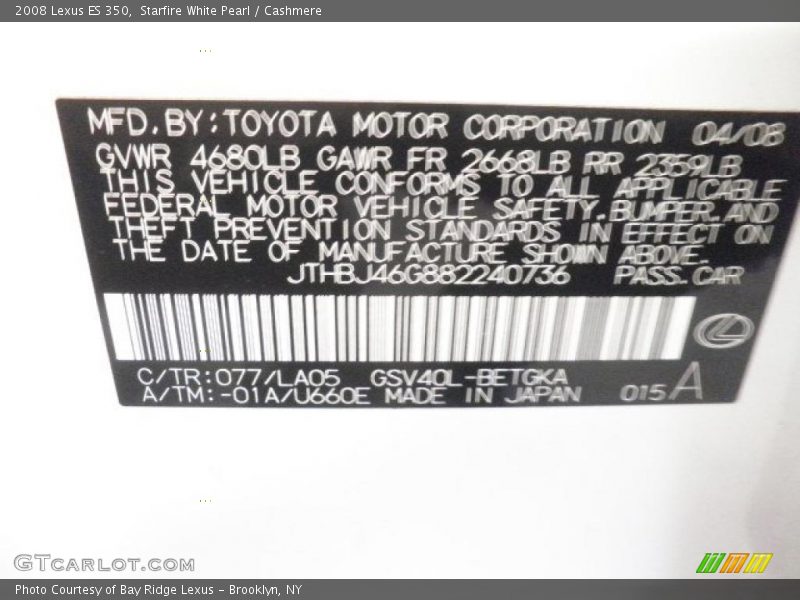 2008 Lexus ES 350,  Starfire White Pearl / Cashmere
MFD.BY:TOYOTA MOTOR CORPORATION 04/08
GVWR 4680LB GAWR FR 2668LB RR 2359LB
THIS VEHICLE CONFORMS TO ALL APPLICABLE
FEDERAL MOTOR VEHICLE SAFETY,BUMPER,AND
THEFT PREVENTION STANDARDS IN EFFECT ON
THE DATE OF MANUFACTURE SHOWN ABOVE.
JTHBJ46G882240736 PASS.CAR
C/TR:077/LA05 GSV40L-BETGKA
A/TM:-01A/U660E MADE IN JAPAN 015 A
GTCARLOT.COM
Photo Courtesy of Bay Ridge Lexus – Brooklyn, NY